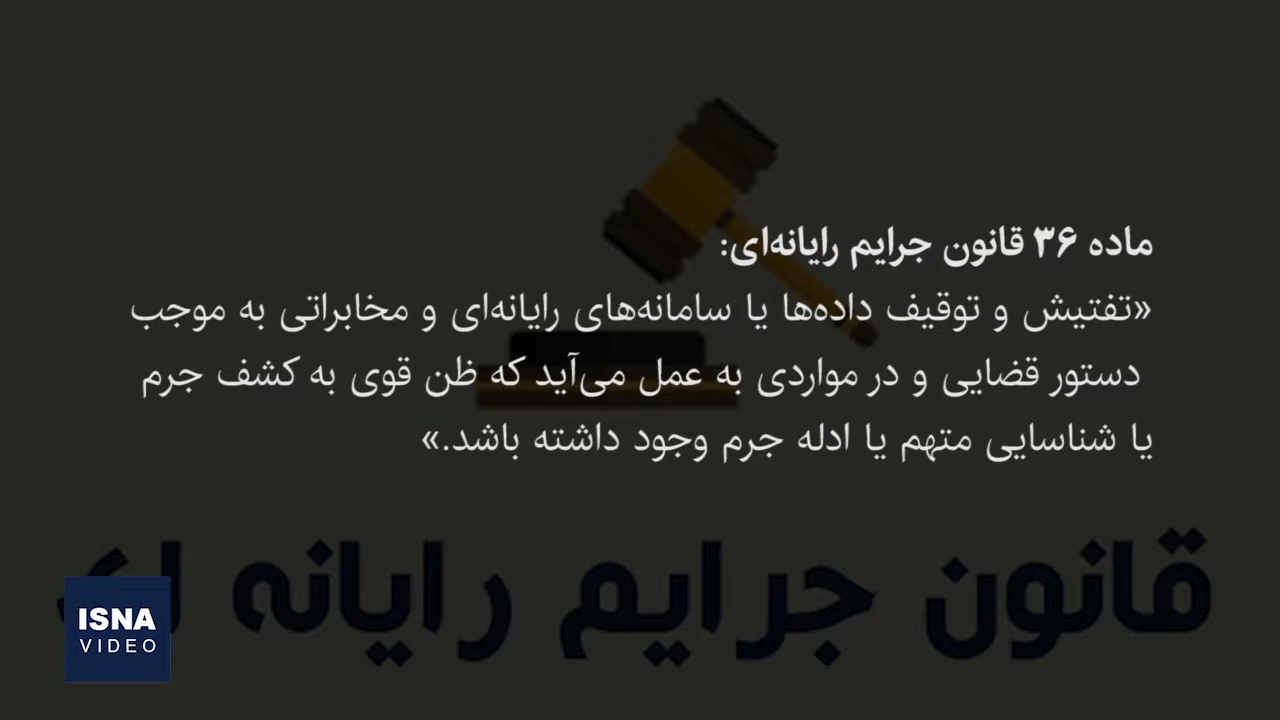 ماده ۳۶ قانون جرایم رایانه‌ای:
«تفتیش و توقیف داده‌ها یا سامانه‌های رایانه‌ای و مخابراتی به موجب
دستور قضایی و در مواردی به عمل می‌آید که ظن قوی به کشف جرم
یا شناسایی متهم یا ادله جرم وجود داشته باشد.»
قانون جرایم رایانه ای
ISNA
VIDEO